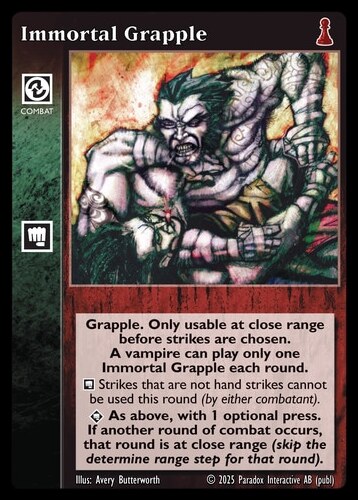 Immortal Grapple
COMBAT
Grapple. Only usable at close range
before strikes are chosen.
A vampire can play only one
Immortal Grapple each round.
Strikes that are not hand strikes cannot
be used this round (by either combatant).
As above, with 1 optional press.
If another round of combat occurs,
that round is at close range (skip the
determine range step for that round).
Illus: Avery Butterworth
© 2025 Paradox Interactive AB (publ)